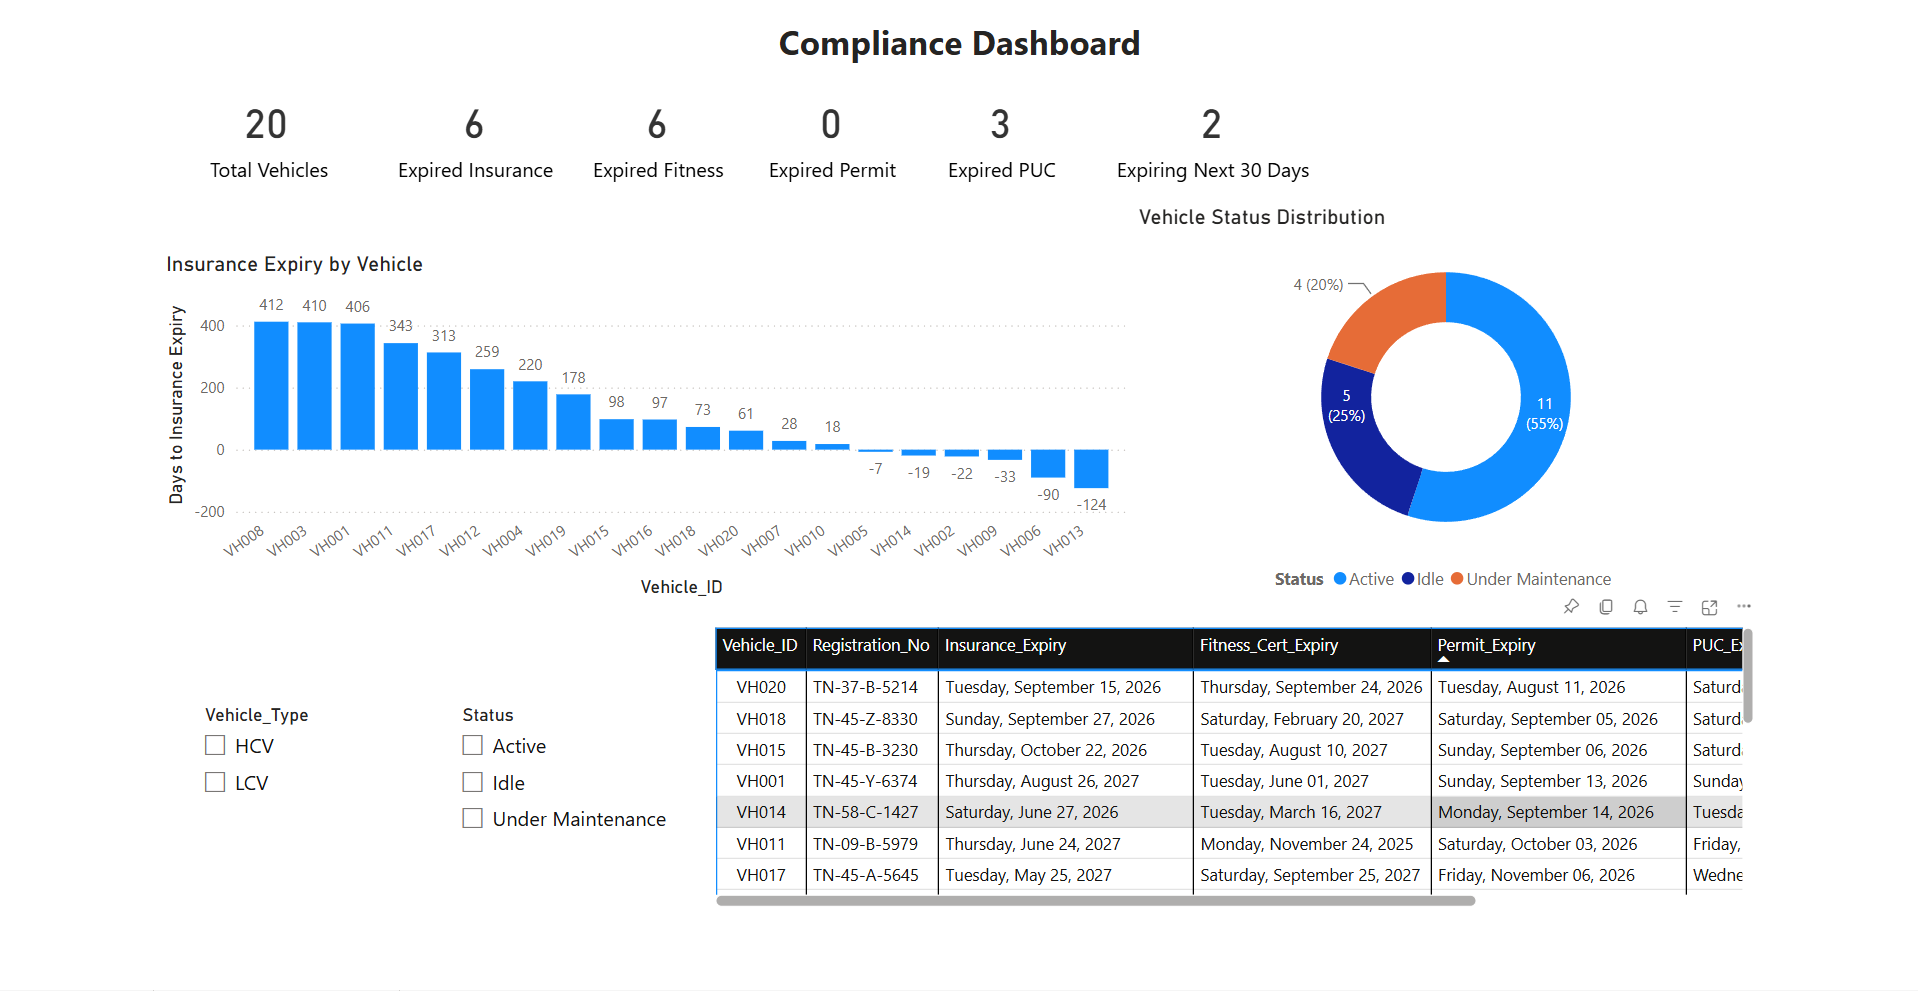 Compliance Dashboard
20
Total Vehicles
6
Expired Insurance
6
Expired Fitness
0
Expired Permit
3
Expired PUC
2
Expiring Next 30 Days
Insurance Expiry by Vehicle
Days to Insurance Expiry
400
200
0
-200
412
410
406
343
313
259
220
178
98
97
73
61
28
18
-7
-19
-22
-33
-90
-124
VH008
VH003
VH001
VH011
VH017
VH012
VH004
VH019
VH015
VH016
VH018
VH020
VH007
VH010
VH005
VH014
VH002
VH009
VH006
VH013
Vehicle_ID
Vehicle Status Distribution
4 (20%)
5
(25%)
11
(55%)
Status Active Idle Under Maintenance
Vehicle_Type
HCV
LCV
Status
Active
Idle
Under Maintenance
Vehicle_ID Registration_No Insurance_Expiry Fitness_Cert_Expiry Permit_Expiry PUC_Ex
VH020 TN-37-B-5214 Tuesday, September 15, 2026 Thursday, September 24, 2026 Tuesday, August 11, 2026 Saturd
VH018 TN-45-Z-8330 Sunday, September 27, 2026 Saturday, February 20, 2027 Saturday, September 05, 2026 Saturd
VH015 TN-45-B-3230 Thursday, October 22, 2026 Tuesday, August 10, 2027 Sunday, September 06, 2026 Saturd
VH001 TN-45-Y-6374 Thursday, August 26, 2027 Tuesday, June 01, 2027 Sunday, September 13, 2026 Sunday
VH014 TN-58-C-1427 Saturday, June 27, 2026 Tuesday, March 16, 2027 Monday, September 14, 2026 Tuesda
VH011 TN-09-B-5979 Thursday, June 24, 2027 Monday, November 24, 2025 Saturday, October 03, 2026 Friday,
VH017 TN-45-A-5645 Tuesday, May 25, 2027 Saturday, September 25, 2027 Friday, November 06, 2026 Wedne